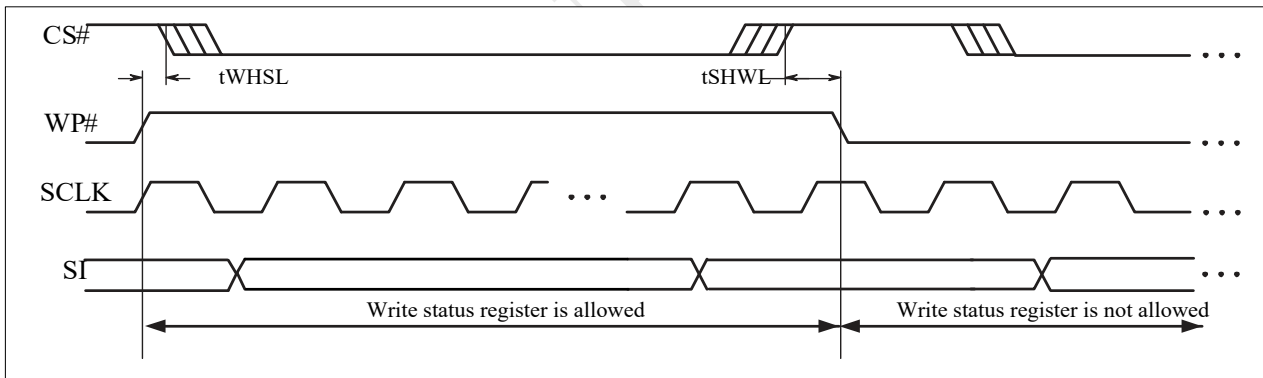 CS#
tWHSL
tSHWL
WP#
SCLK
SI
Write status register is allowed
Write status register is not allowed